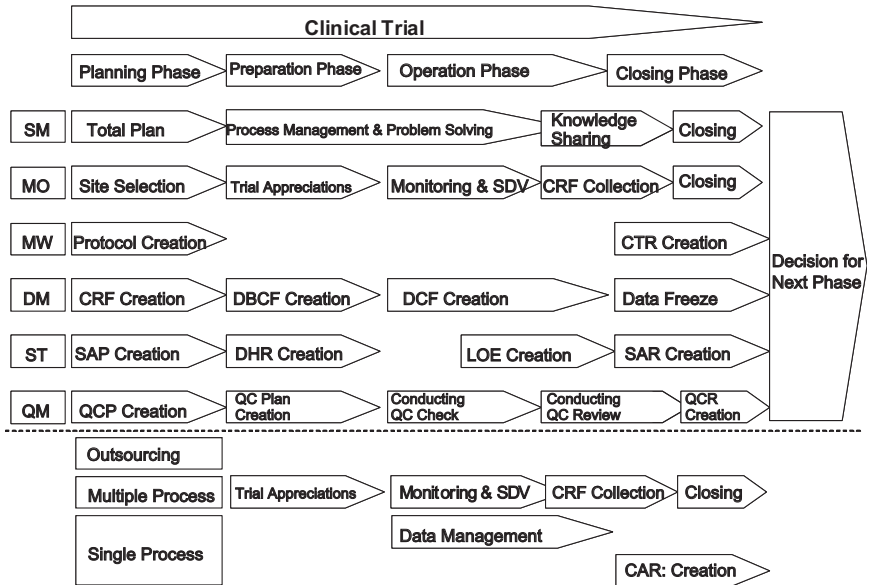 Clinical Trial
Planning Phase
Preparation Phase
Operation Phase
Closing Phase
SM
Total Plan
Process Management & Problem Solving
Knowledge
Sharing
Closing
MO
Site Selection
Trial Appreciations
Monitoring & SDV
CRF Collection
Closing
MW
Protocol Creation
CTR Creation
Decision for
Next Phase
DM
CRF Creation
DBCF Creation
DCF Creation
Data Freeze
ST
SAP Creation
DHR Creation
LOE Creation
SAR Creation
QM
QCP Creation
QC Plan
Creation
Conducting
QC Check
Conducting
QC Review
QCR
Creation
Outsourcing
Multiple Process
Trial Appreciations
Monitoring & SDV
CRF Collection
Closing
Single Process
Data Management
CAR: Creation